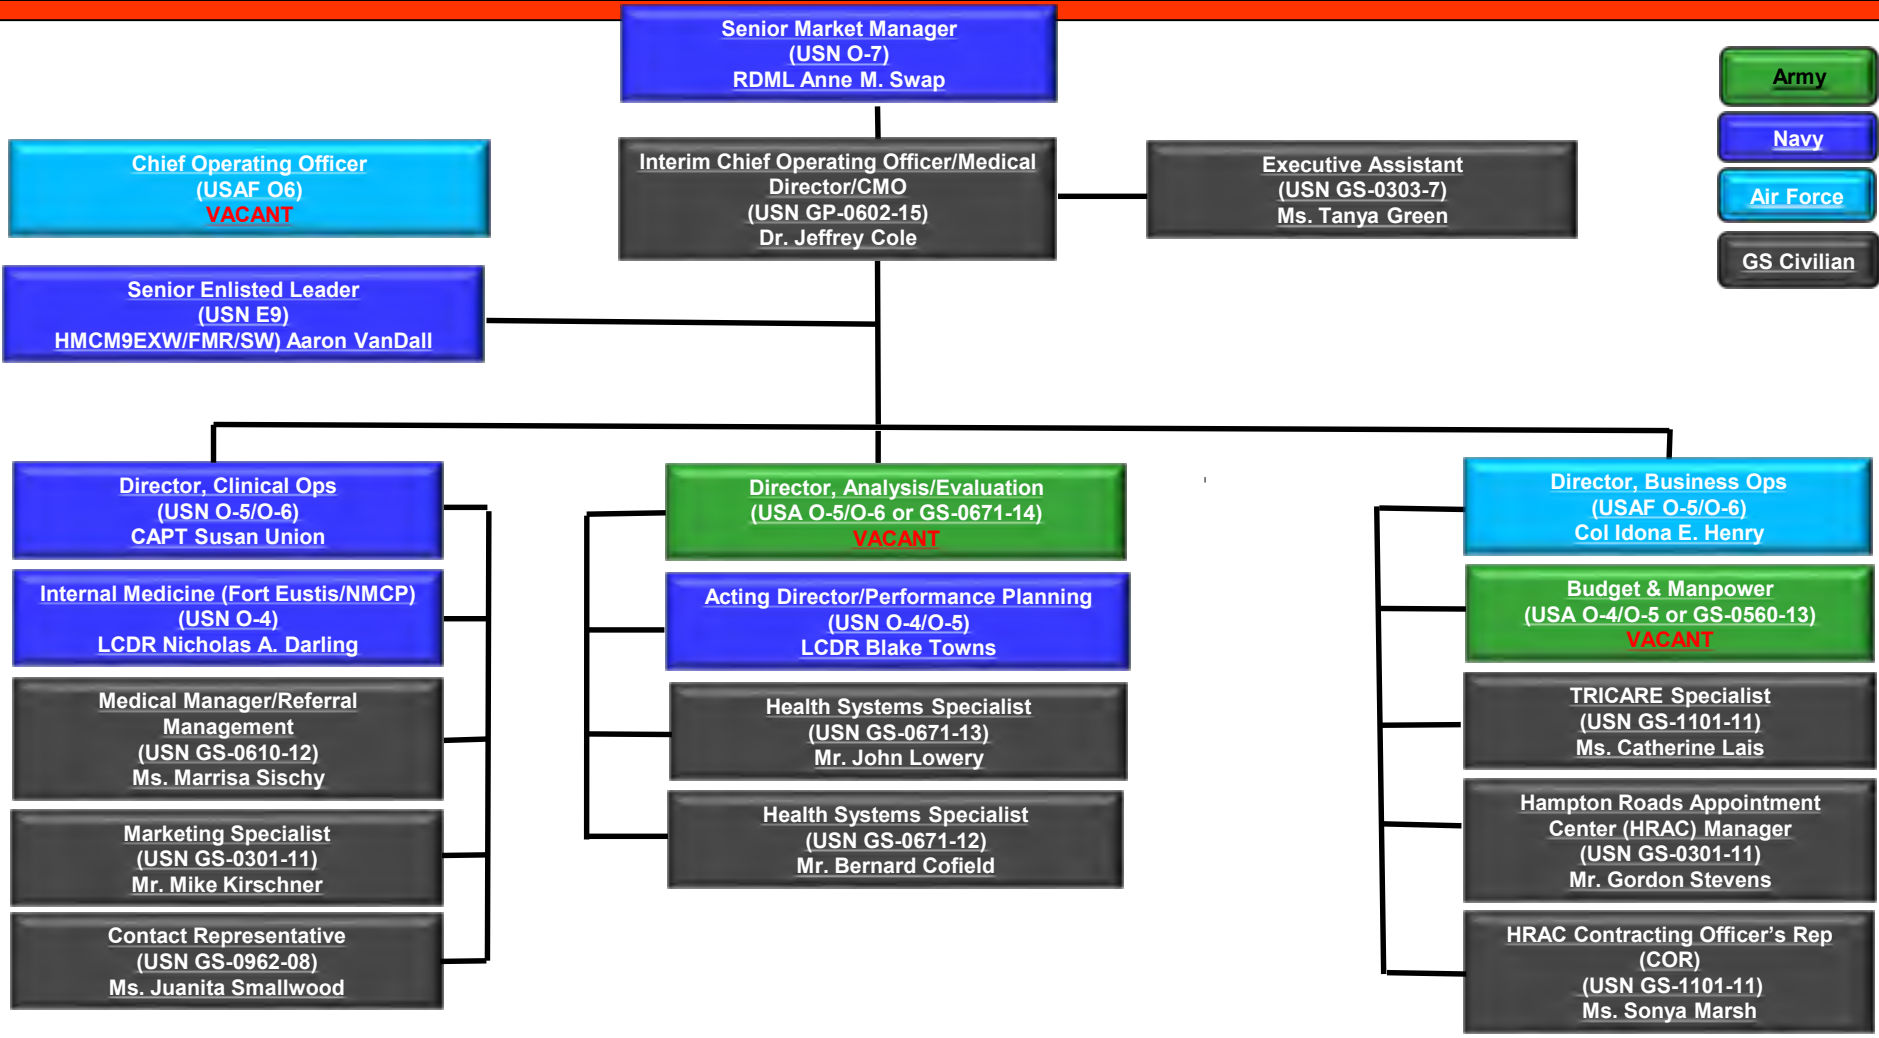 Senior Market Manager
(USN O-7)
RDML Anne M. Swap
Army
Navy
Air Force
GS Civilian
Chief Operating Officer
(USAF O6)
VACANT
Interim Chief Operating Officer/Medical
Director/CMO
(USN GP-0602-15)
Dr. Jeffrey Cole
Executive Assistant
(USN GS-0303-7)
Ms. Tanya Green
Senior Enlisted Leader
(USN E9)
HMCM9EXW/FMR/SW) Aaron VanDall
Director, Clinical Ops
(USN O-5/O-6)
CAPT Susan Union
Internal Medicine (Fort Eustis/NMCP)
(USN O-4)
LCDR Nicholas A. Darling
Medical Manager/Referral
Management
(USN GS-0610-12)
Ms. Marrisa Sischy
Marketing Specialist
(USN GS-0301-11)
Mr. Mike Kirschner
Contact Representative
(USN GS-0962-08)
Ms. Juanita Smallwood
Director, Analysis/Evaluation
(USA O-5/O-6 or GS-0671-14)
VACANT
Acting Director/Performance Planning
(USN O-4/O-5)
LCDR Blake Towns
Health Systems Specialist
(USN GS-0671-13)
Mr. John Lowery
Health Systems Specialist
(USN GS-0671-12)
Mr. Bernard Cofield
Director, Business Ops
(USAF O-5/O-6)
Col Idona E. Henry
Budget & Manpower
(USA O-4/O-5 or GS-0560-13)
VACANT
TRICARE Specialist
(USN GS-1101-11)
Ms. Catherine Lais
Hampton Roads Appointment
Center (HRAC) Manager
(USN GS-0301-11)
Mr. Gordon Stevens
HRAC Contracting Officer’s Rep
(COR)
(USN GS-1101-11)
Ms. Sonya Marsh